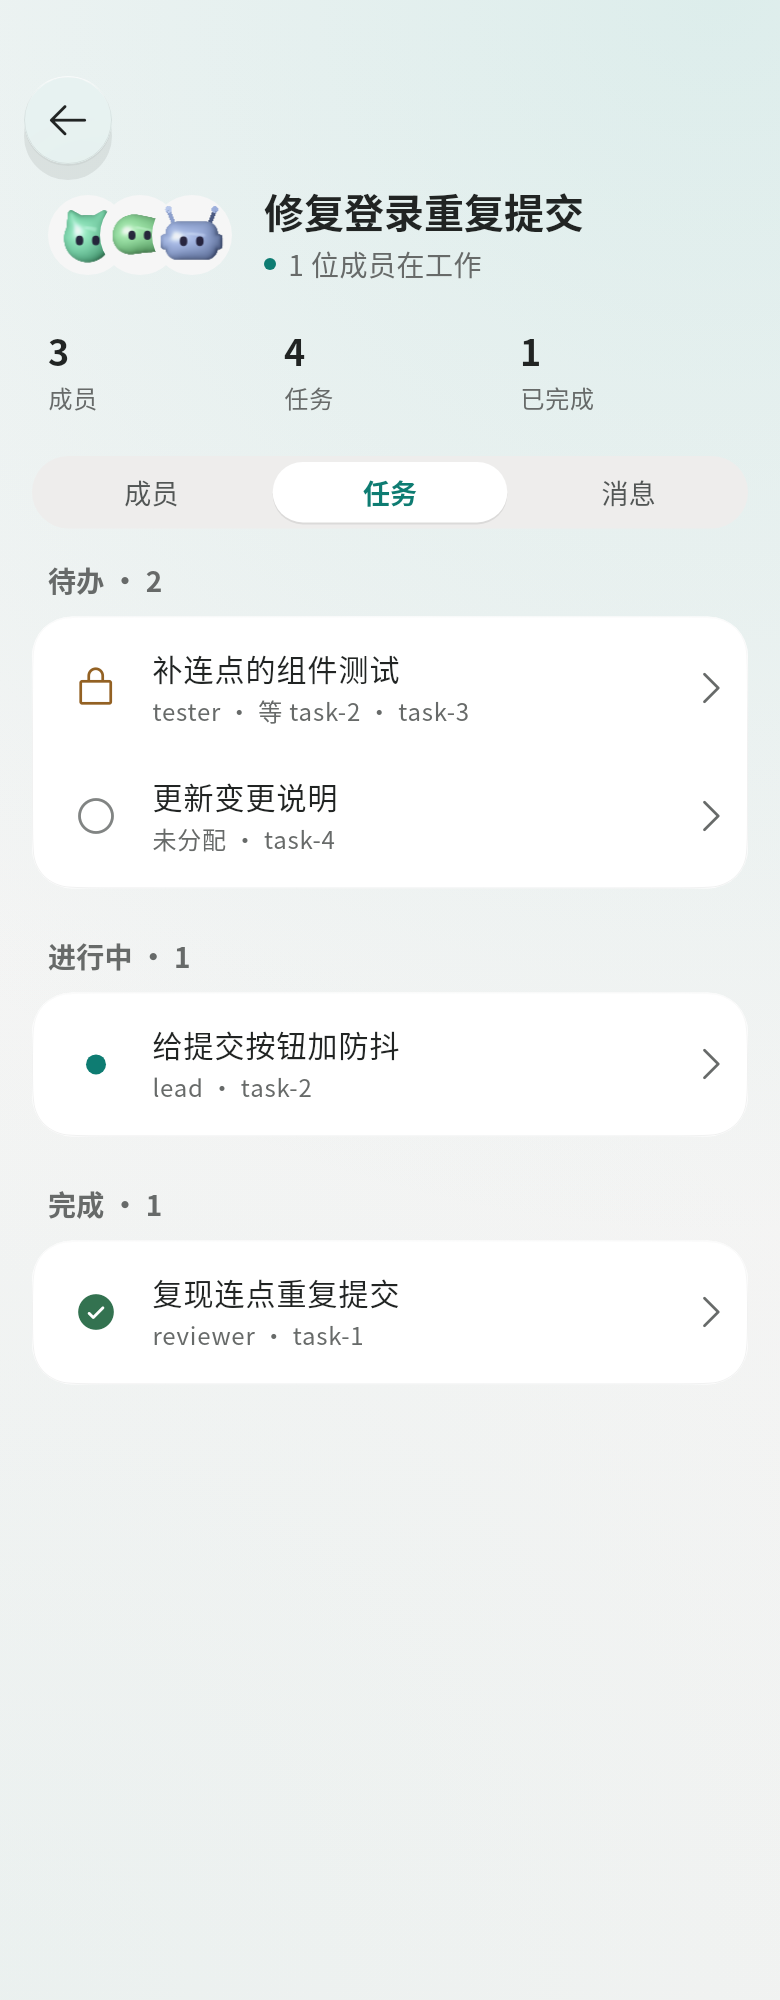 修复登录重复提交
1 位成员在工作
3
成员
4
任务
1
已完成
成员
任务
消息
待办 · 2
补连点的组件测试
tester · 等 task-2 · task-3
更新变更说明
未分配 · task-4
进行中 · 1
给提交按钮加防抖
lead · task-2
完成 · 1
复现连点重复提交
reviewer · task-1